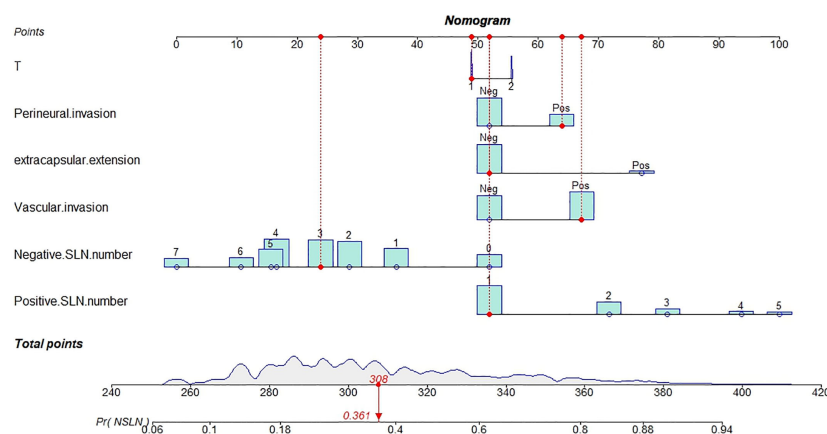 Nomogram
Points
0 10 20 30 40 50 60 70 80 90 100
T
1 2
Neg
Perineural.invasion
Pos
Neg
extracapsular.extension
Pos
Neg Pos
Vascular.invasion
7 6 5 4 3 2 1 0
Negative.SLN.number
1 2 3 4 5
Positive.SLN.number
Total points
308
240 260 280 300 320 340 360 380 400 420
0.361
Pr( NSLN )
0.06 0.1 0.18 0.4 0.6 0.8 0.88 0.94